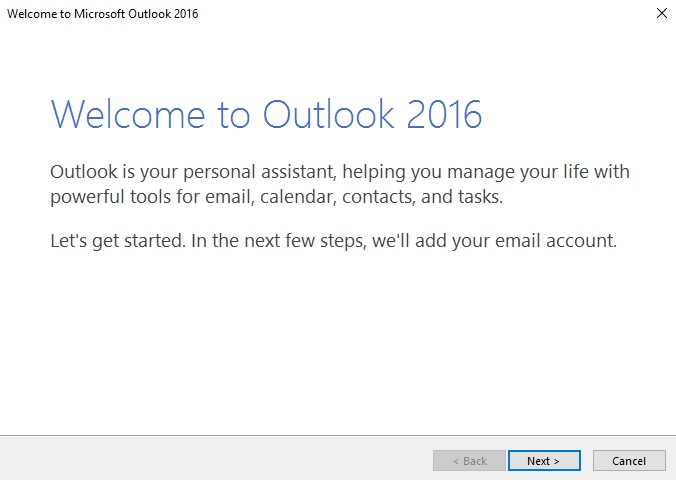 Welcome to Microsoft Outlook 2016
Welcome to Outlook 2016
Outlook is your personal assistant, helping you manage your life with
powerful tools for email, calendar, contacts, and tasks.
Let's get started. In the next few steps, we'll add your email account.
< Back
Next >
Cancel